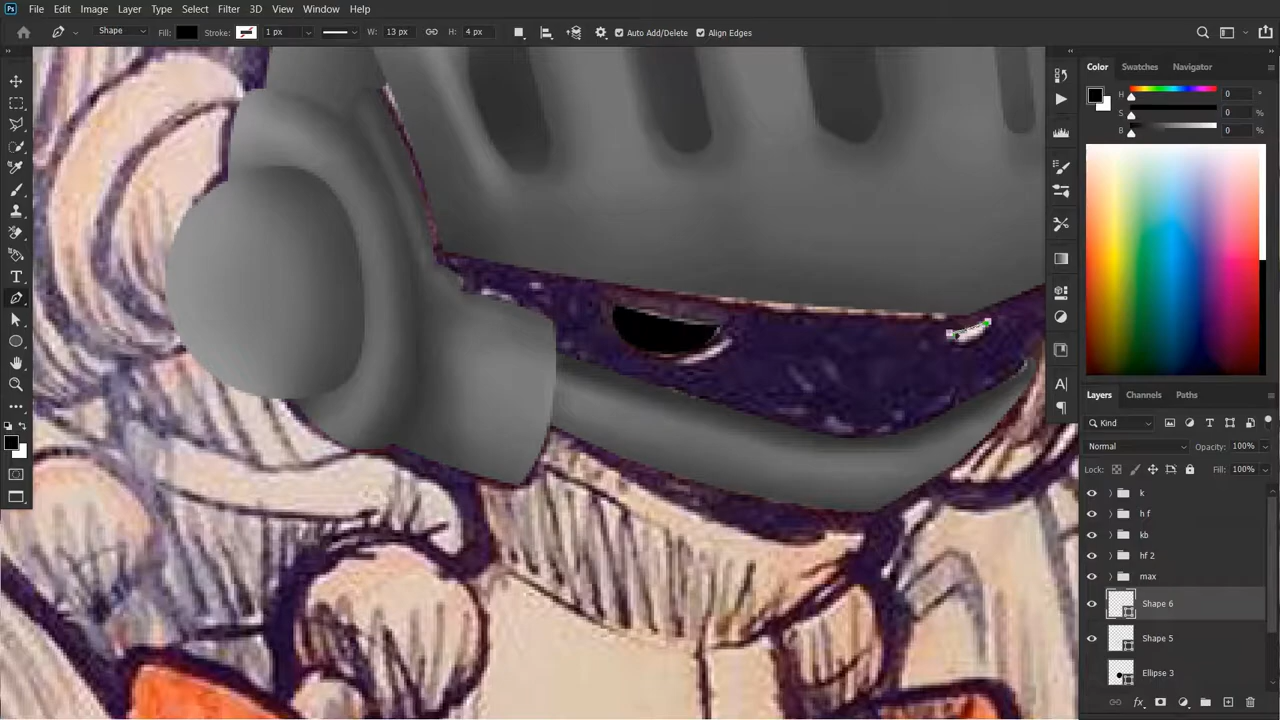 Ps File Edit Image Layer Type Select Filter 3D View Window Help
Shape Fill: Stroke: 1 px W: 13 px H: 4 px Auto Add/Delete Align Edges
Color Swatches Navigator
H 0 °
S 0 %
B 0 %
Layers Channels Paths
Kind
Normal Opacity: 100%
Lock: Fill: 100%
k
h f
kb
hf 2
max
Shape 6
Shape 5
Ellipse 3